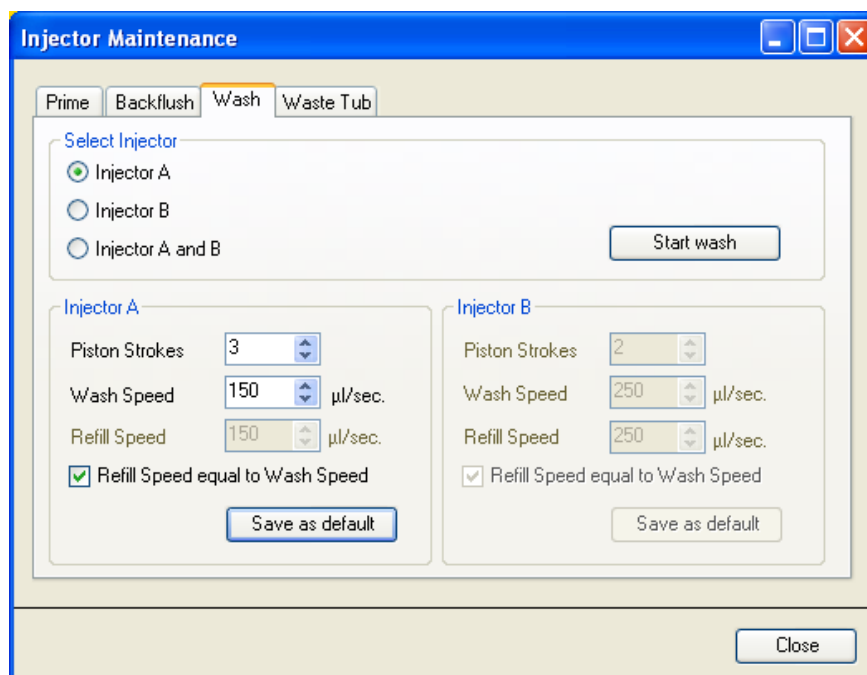 Injector Maintenance
Prime Backflush Wash Waste Tub
Select Injector
Injector A
Injector B
Injector A and B
Start wash
Injector A
Piston Strokes 3
Wash Speed 150 µl/sec.
Refill Speed 150 µl/sec.
Refill Speed equal to Wash Speed
Save as default
Injector B
Piston Strokes 2
Wash Speed 250 µl/sec.
Refill Speed 250 µl/sec.
Refill Speed equal to Wash Speed
Save as default
Close